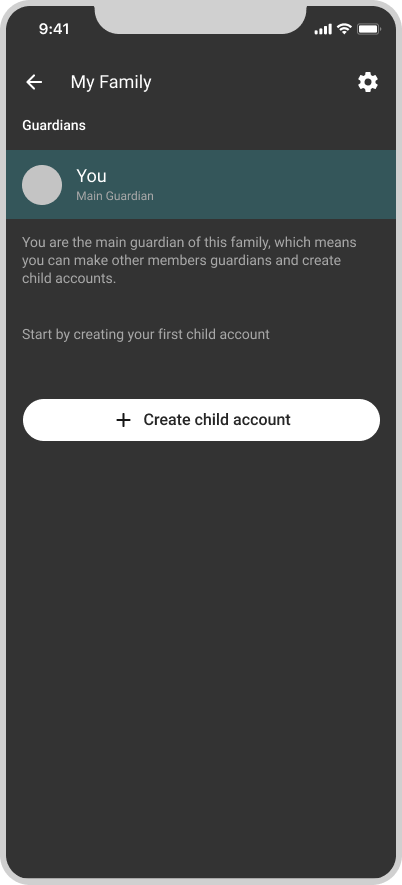 9:41
My Family
Guardians
You
Main Guardian
You are the main guardian of this family, which means
you can make other members guardians and create
child accounts.
Start by creating your first child account
Create child account